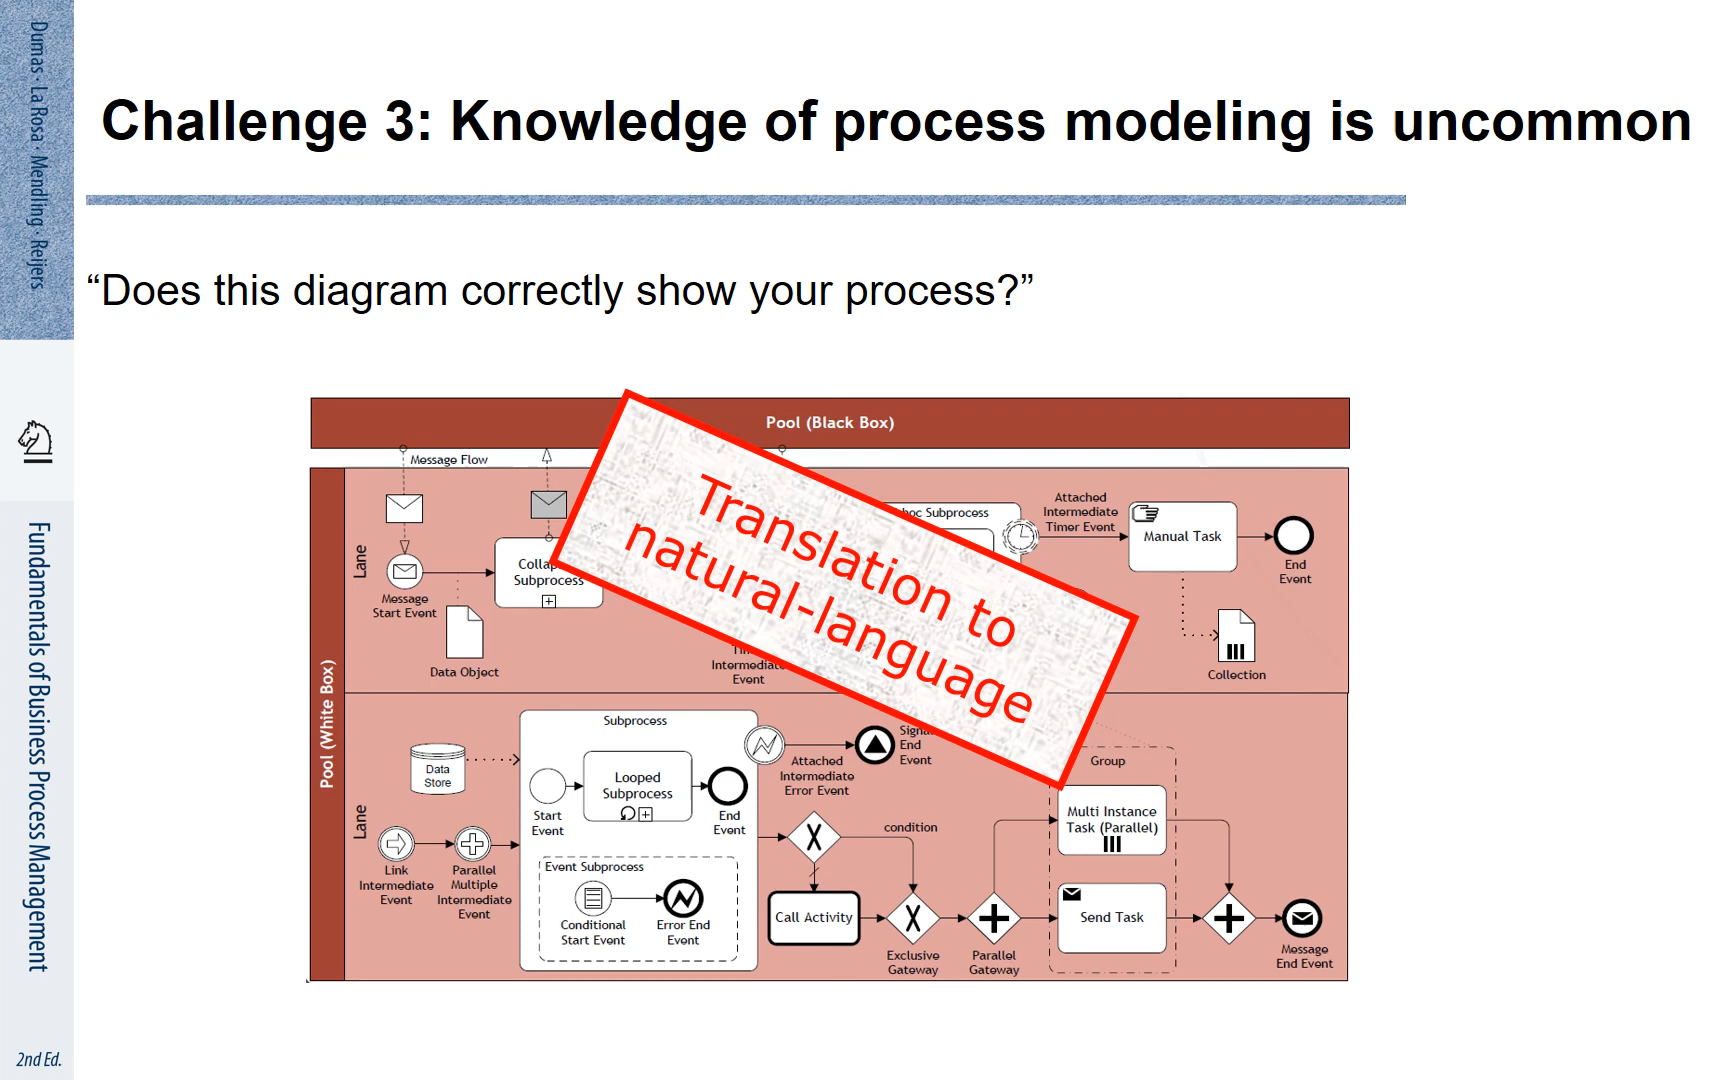 Dumas · La Rosa · Mendling · Reijers
Fundamentals of Business Process Management
2nd Ed.
Challenge 3: Knowledge of process modeling is uncommon
“Does this diagram correctly show your process?”
Pool (Black Box)
Message Flow
Pool (White Box)
Lane
Message
Start Event
Data Object
Subprocess
Translation to
natural-language
Intermediate
Event
Subprocess
Attached
Intermediate
Timer Event
Manual Task
End
Event
Collection
Lane
Data
Store
Link
Intermediate
Event
Parallel
Multiple
Intermediate
Event
Subprocess
Start
Event
Looped
Subprocess
End
Event
Event Subprocess
Conditional
Start Event
Error End
Event
Attached
Intermediate
Error Event
End
Event
condition
Call Activity
Exclusive
Gateway
Parallel
Gateway
Group
Multi Instance
Task (Parallel)
Send Task
Message
End Event